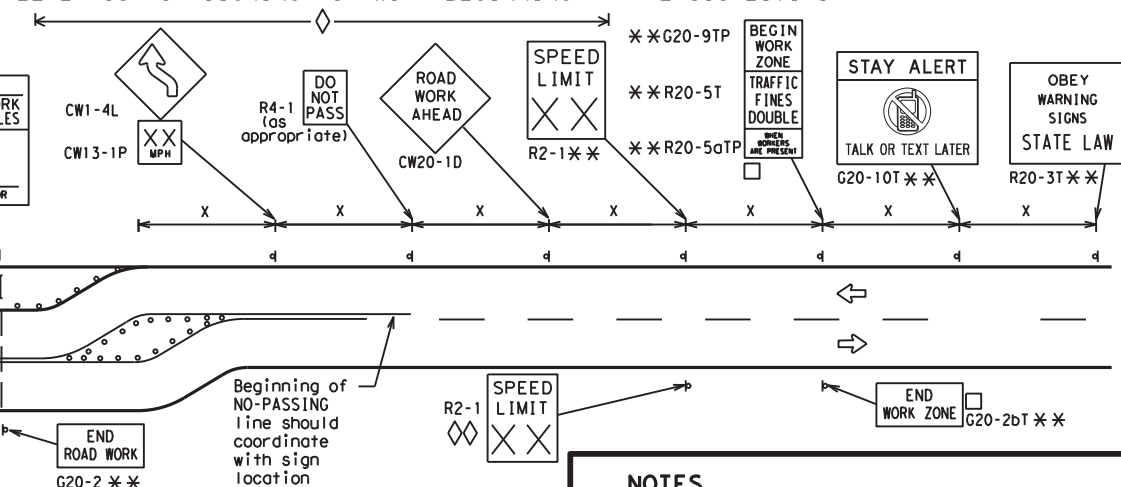 CW1-4L
XX
MPH
CW13-1P
R4-1
(as
appropriate)
DO
NOT
PASS
ROAD
WORK
AHEAD
CW20-1D
SPEED
LIMIT
XX
R2-1**
**G20-9TP
**R20-5T
**R20-5aTP
BEGIN
WORK
ZONE
TRAFFIC
FINES
DOUBLE
WHEN
WORKERS
ARE PRESENT
STAY ALERT
TALK OR TEXT LATER
G20-10T**
OBEY
WARNING
SIGNS
STATE LAW
R20-3T**
X X X X X X X
Beginning of
NO-PASSING
line should
coordinate
with sign
location
R2-1
SPEED
LIMIT
XX
END
WORK ZONE
G20-2bT**
END
ROAD WORK
G20-2**
NOTES